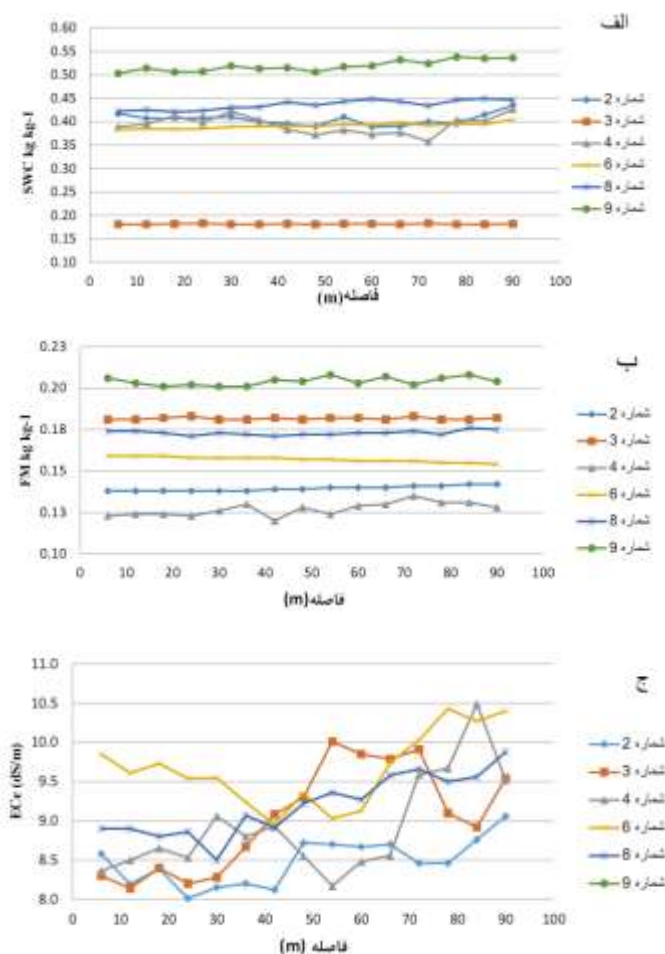 الف
0.60
0.55
0.50
0.45
0.40
0.35
0.30
0.25
0.20
0.15
0.10
SWC kg kg-1
0 10 20 30 40 50 60 70 80 90 100
فاصله(m)
شماره 2
شماره 3
شماره 4
شماره 6
شماره 8
شماره 9
ب
0.23
0.20
0.18
0.15
0.13
0.10
FM kg kg-1
0 10 20 30 40 50 60 70 80 90 100
فاصله(m)
شماره 2
شماره 3
شماره 4
شماره 6
شماره 8
شماره 9
ج
11.0
10.5
10.0
9.5
9.0
8.5
8.0
ECe (dS/m)
0 10 20 30 40 50 60 70 80 90 100
فاصله (m)
شماره 2
شماره 3
شماره 4
شماره 6
شماره 8
شماره 9